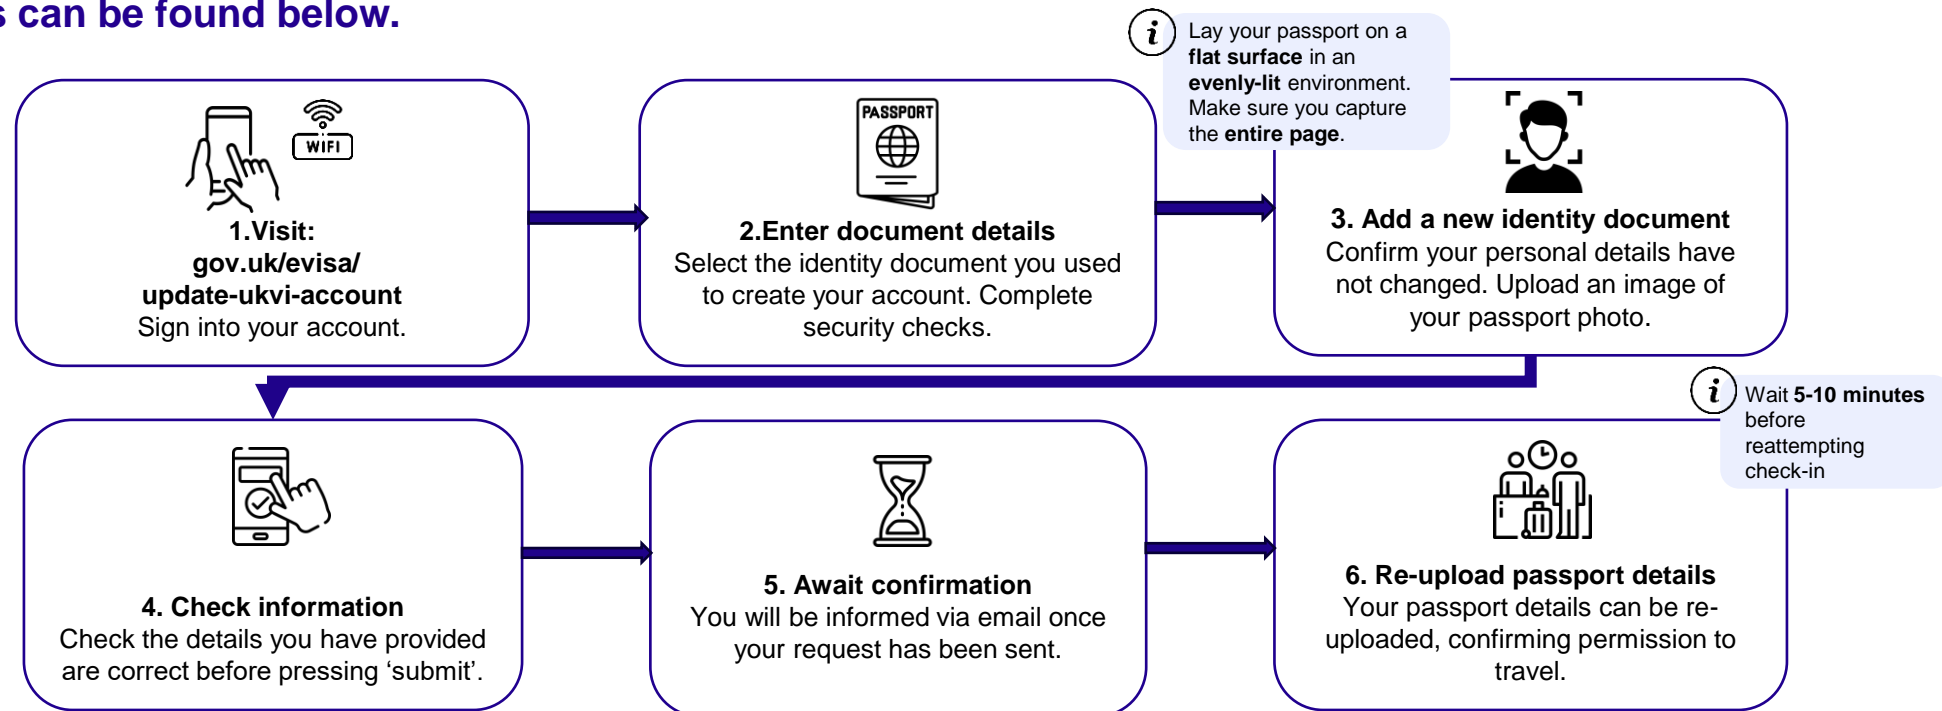 s can be found below.
Lay your passport on a
flat surface in an
evenly-lit environment.
Make sure you capture
the entire page.
WIFI
1.Visit:
gov.uk/evisa/
update-ukvi-account
Sign into your account.
PASSPORT
2.Enter document details
Select the identity document you used
to create your account. Complete
security checks.
3. Add a new identity document
Confirm your personal details have
not changed. Upload an image of
your passport photo.
4. Check information
Check the details you have provided
are correct before pressing ‘submit’.
5. Await confirmation
You will be informed via email once
your request has been sent.
Wait 5-10 minutes
before
reattempting
check-in
6. Re-upload passport details
Your passport details can be re-
uploaded, confirming permission to
travel.